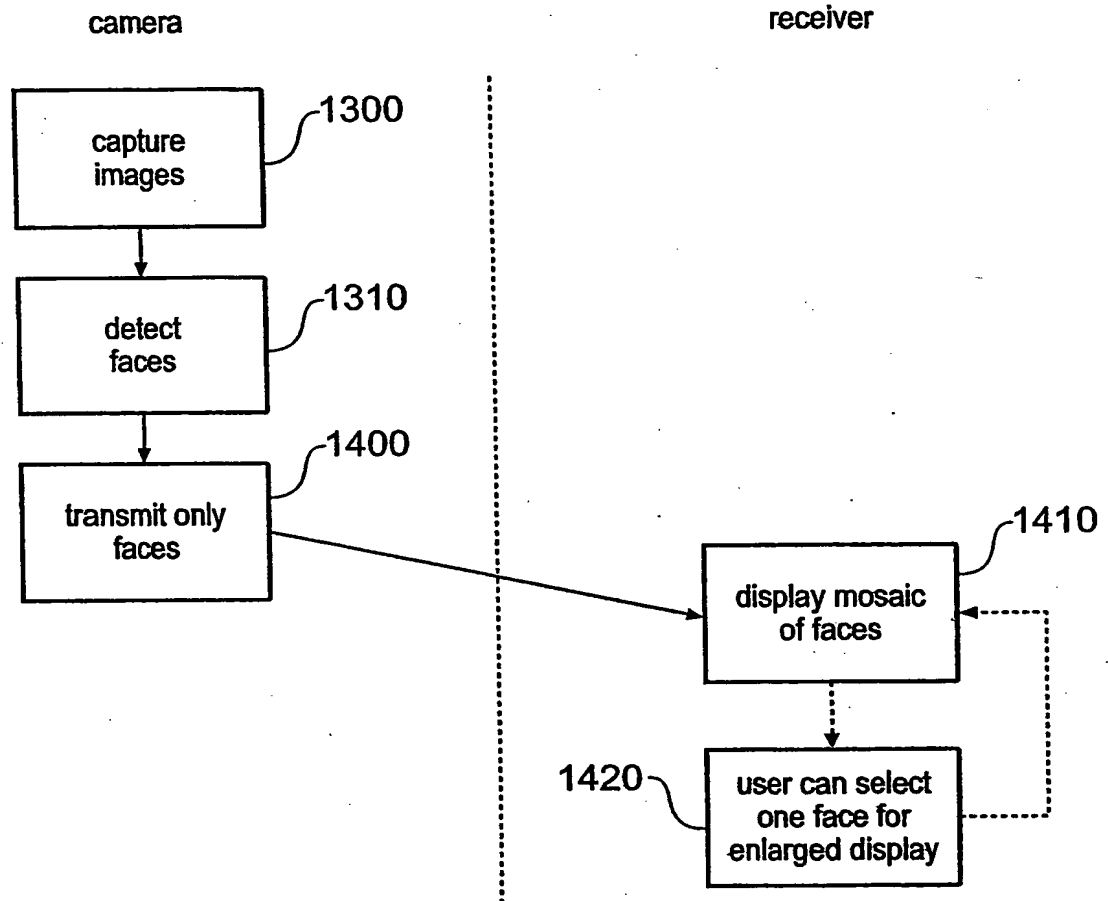 camera
receiver
1300
capture
images
1310
detect
faces
1400
transmit only
faces
1410
display mosaic
of faces
1420
user can select
one face for
enlarged display